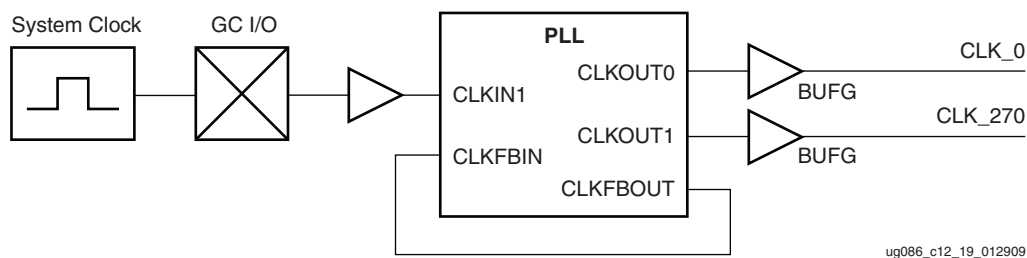 System Clock
GC I/O
PLL
CLKIN1
CLKFBIN
CLKOUT0
CLKOUT1
CLKFBOUT
BUFG
BUFG
CLK_0
CLK_270
ug086_c12_19_012909